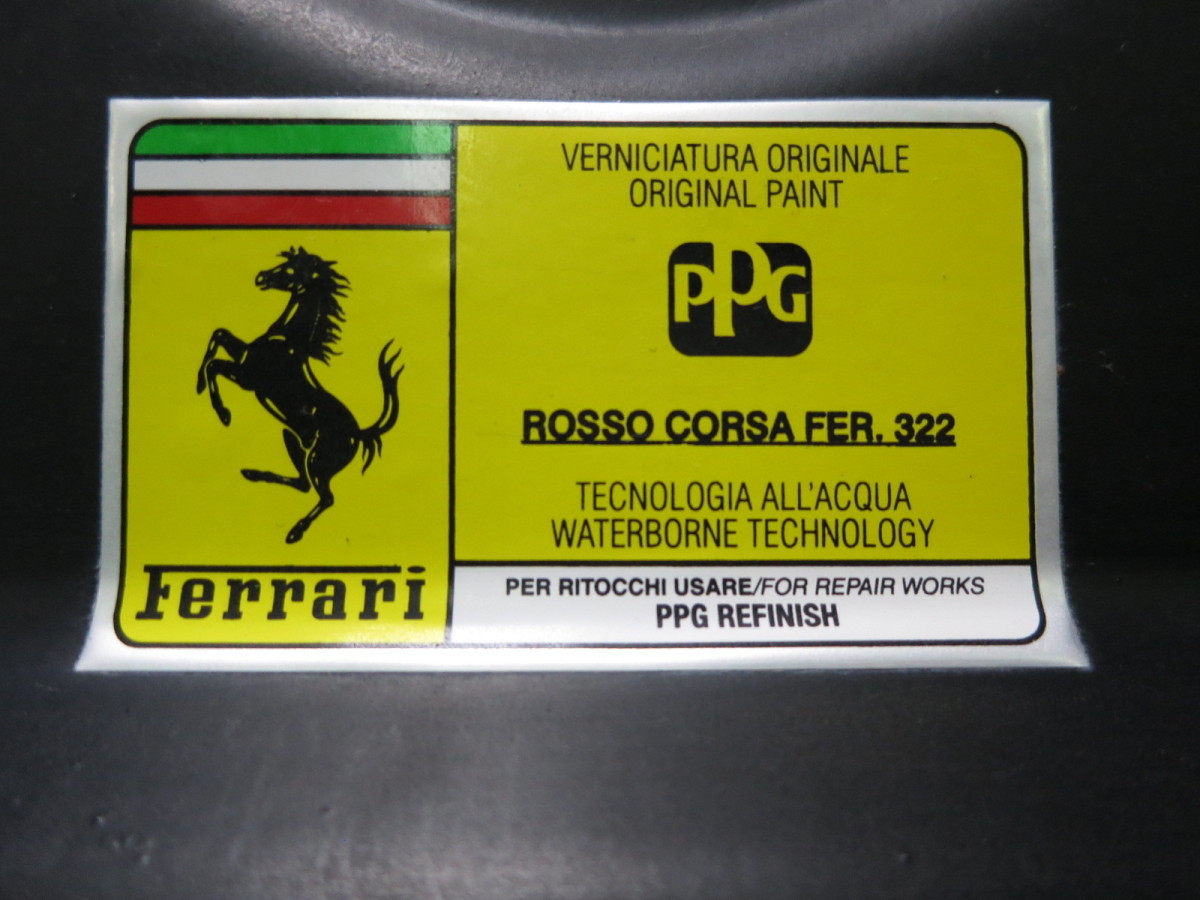 VERNICIATURA ORIGINALE
ORIGINAL PAINT
PPG
ROSSO CORSA FER. 322
TECNOLOGIA ALL'ACQUA
WATERBORNE TECHNOLOGY
PER RITOCCHI USARE/FOR REPAIR WORKS
PPG REFINISH
Ferrari